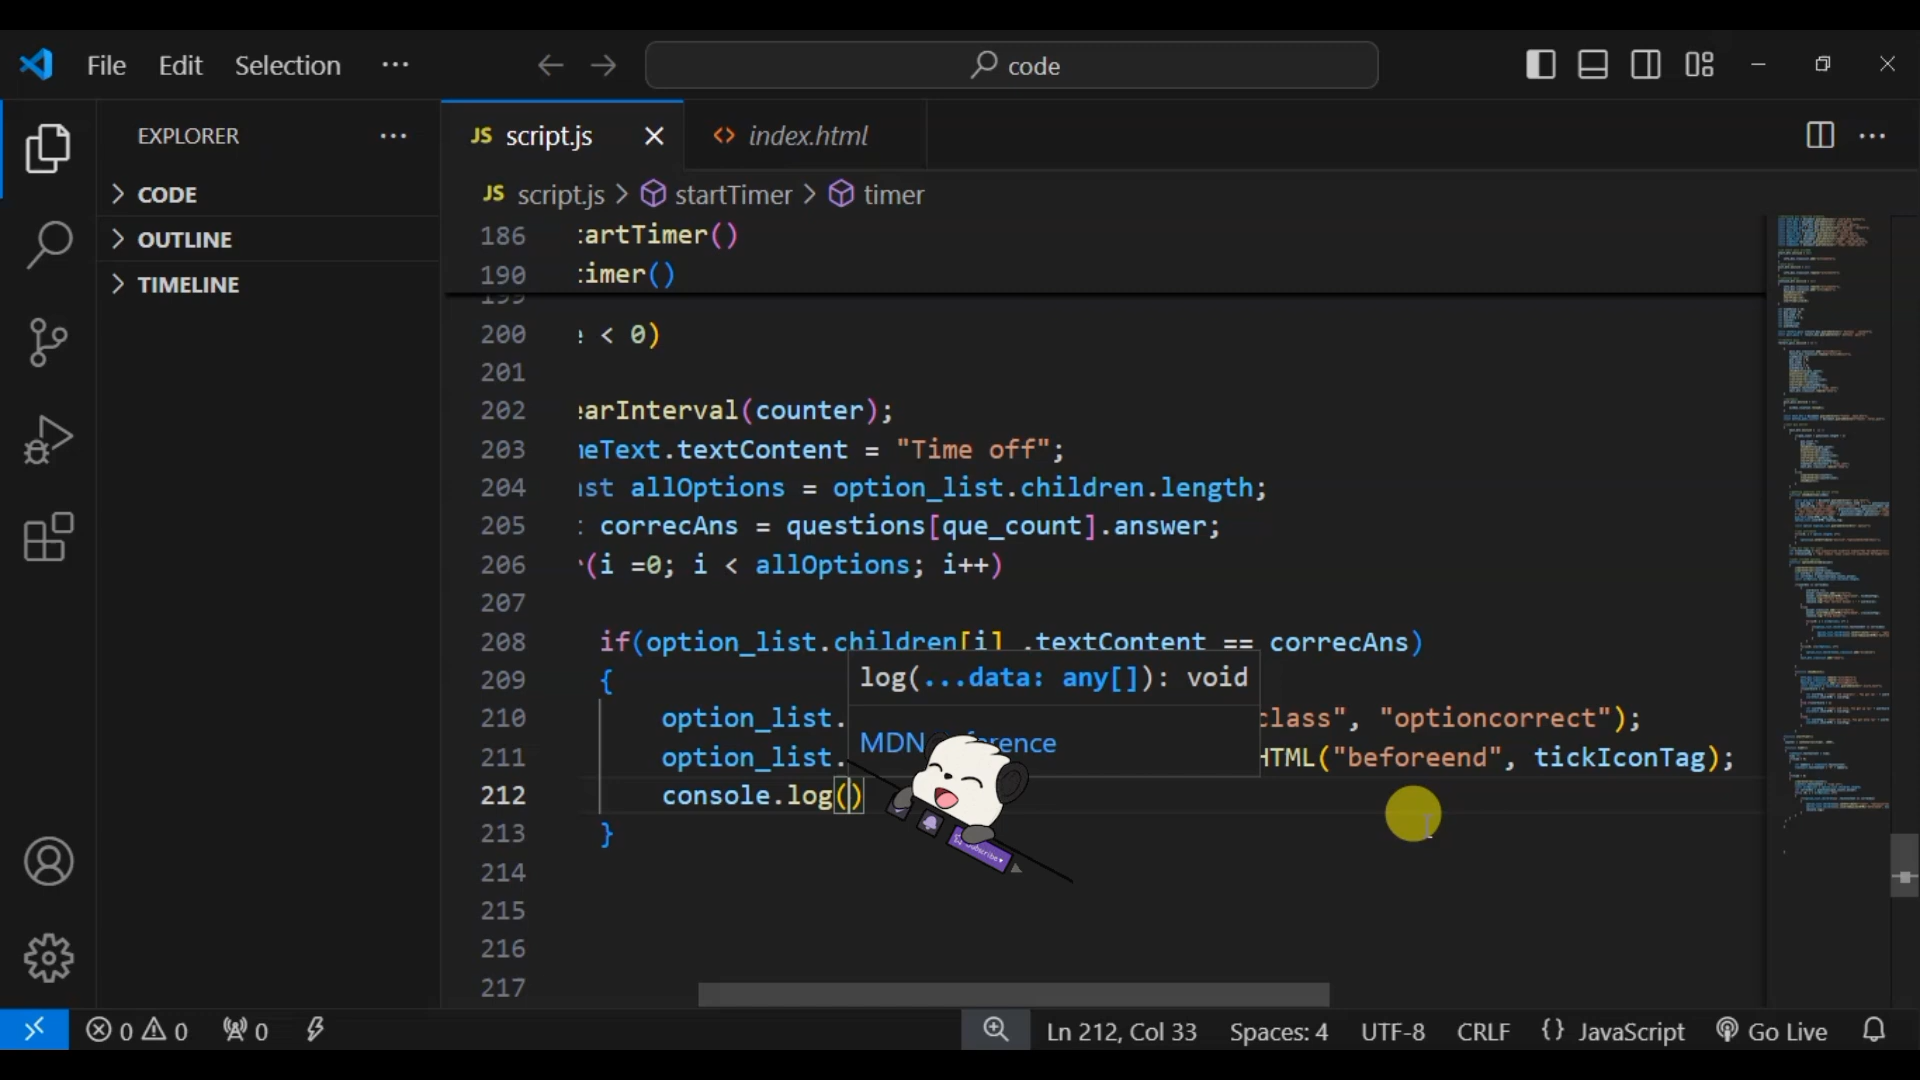 File Edit Selection ··· code
EXPLORER ···
CODE
OUTLINE
TIMELINE
JS script.js index.html ···
JS script.js > startTimer > timer
186 artTimer()
190 timer()
199
200 < 0)
201
202 arInterval(counter);
203 eText.textContent = "Time off";
204 st allOptions = option_list.children.length;
205 correcAns = questions[que_count].answer;
206 (i =0; i < allOptions; i++)
207
208 if(option_list.children[i] .textContent == correcAns)
209 {
210 option_list. class", "optioncorrect");
211 option_list. HTML("beforeend", tickIconTag);
212 console.log()
213 }
214
215
216
217
log(...data: any[]): void
MDN
Subscribe
0 0 0 Ln 212, Col 33 Spaces: 4 UTF-8 CRLF {} JavaScript Go Live